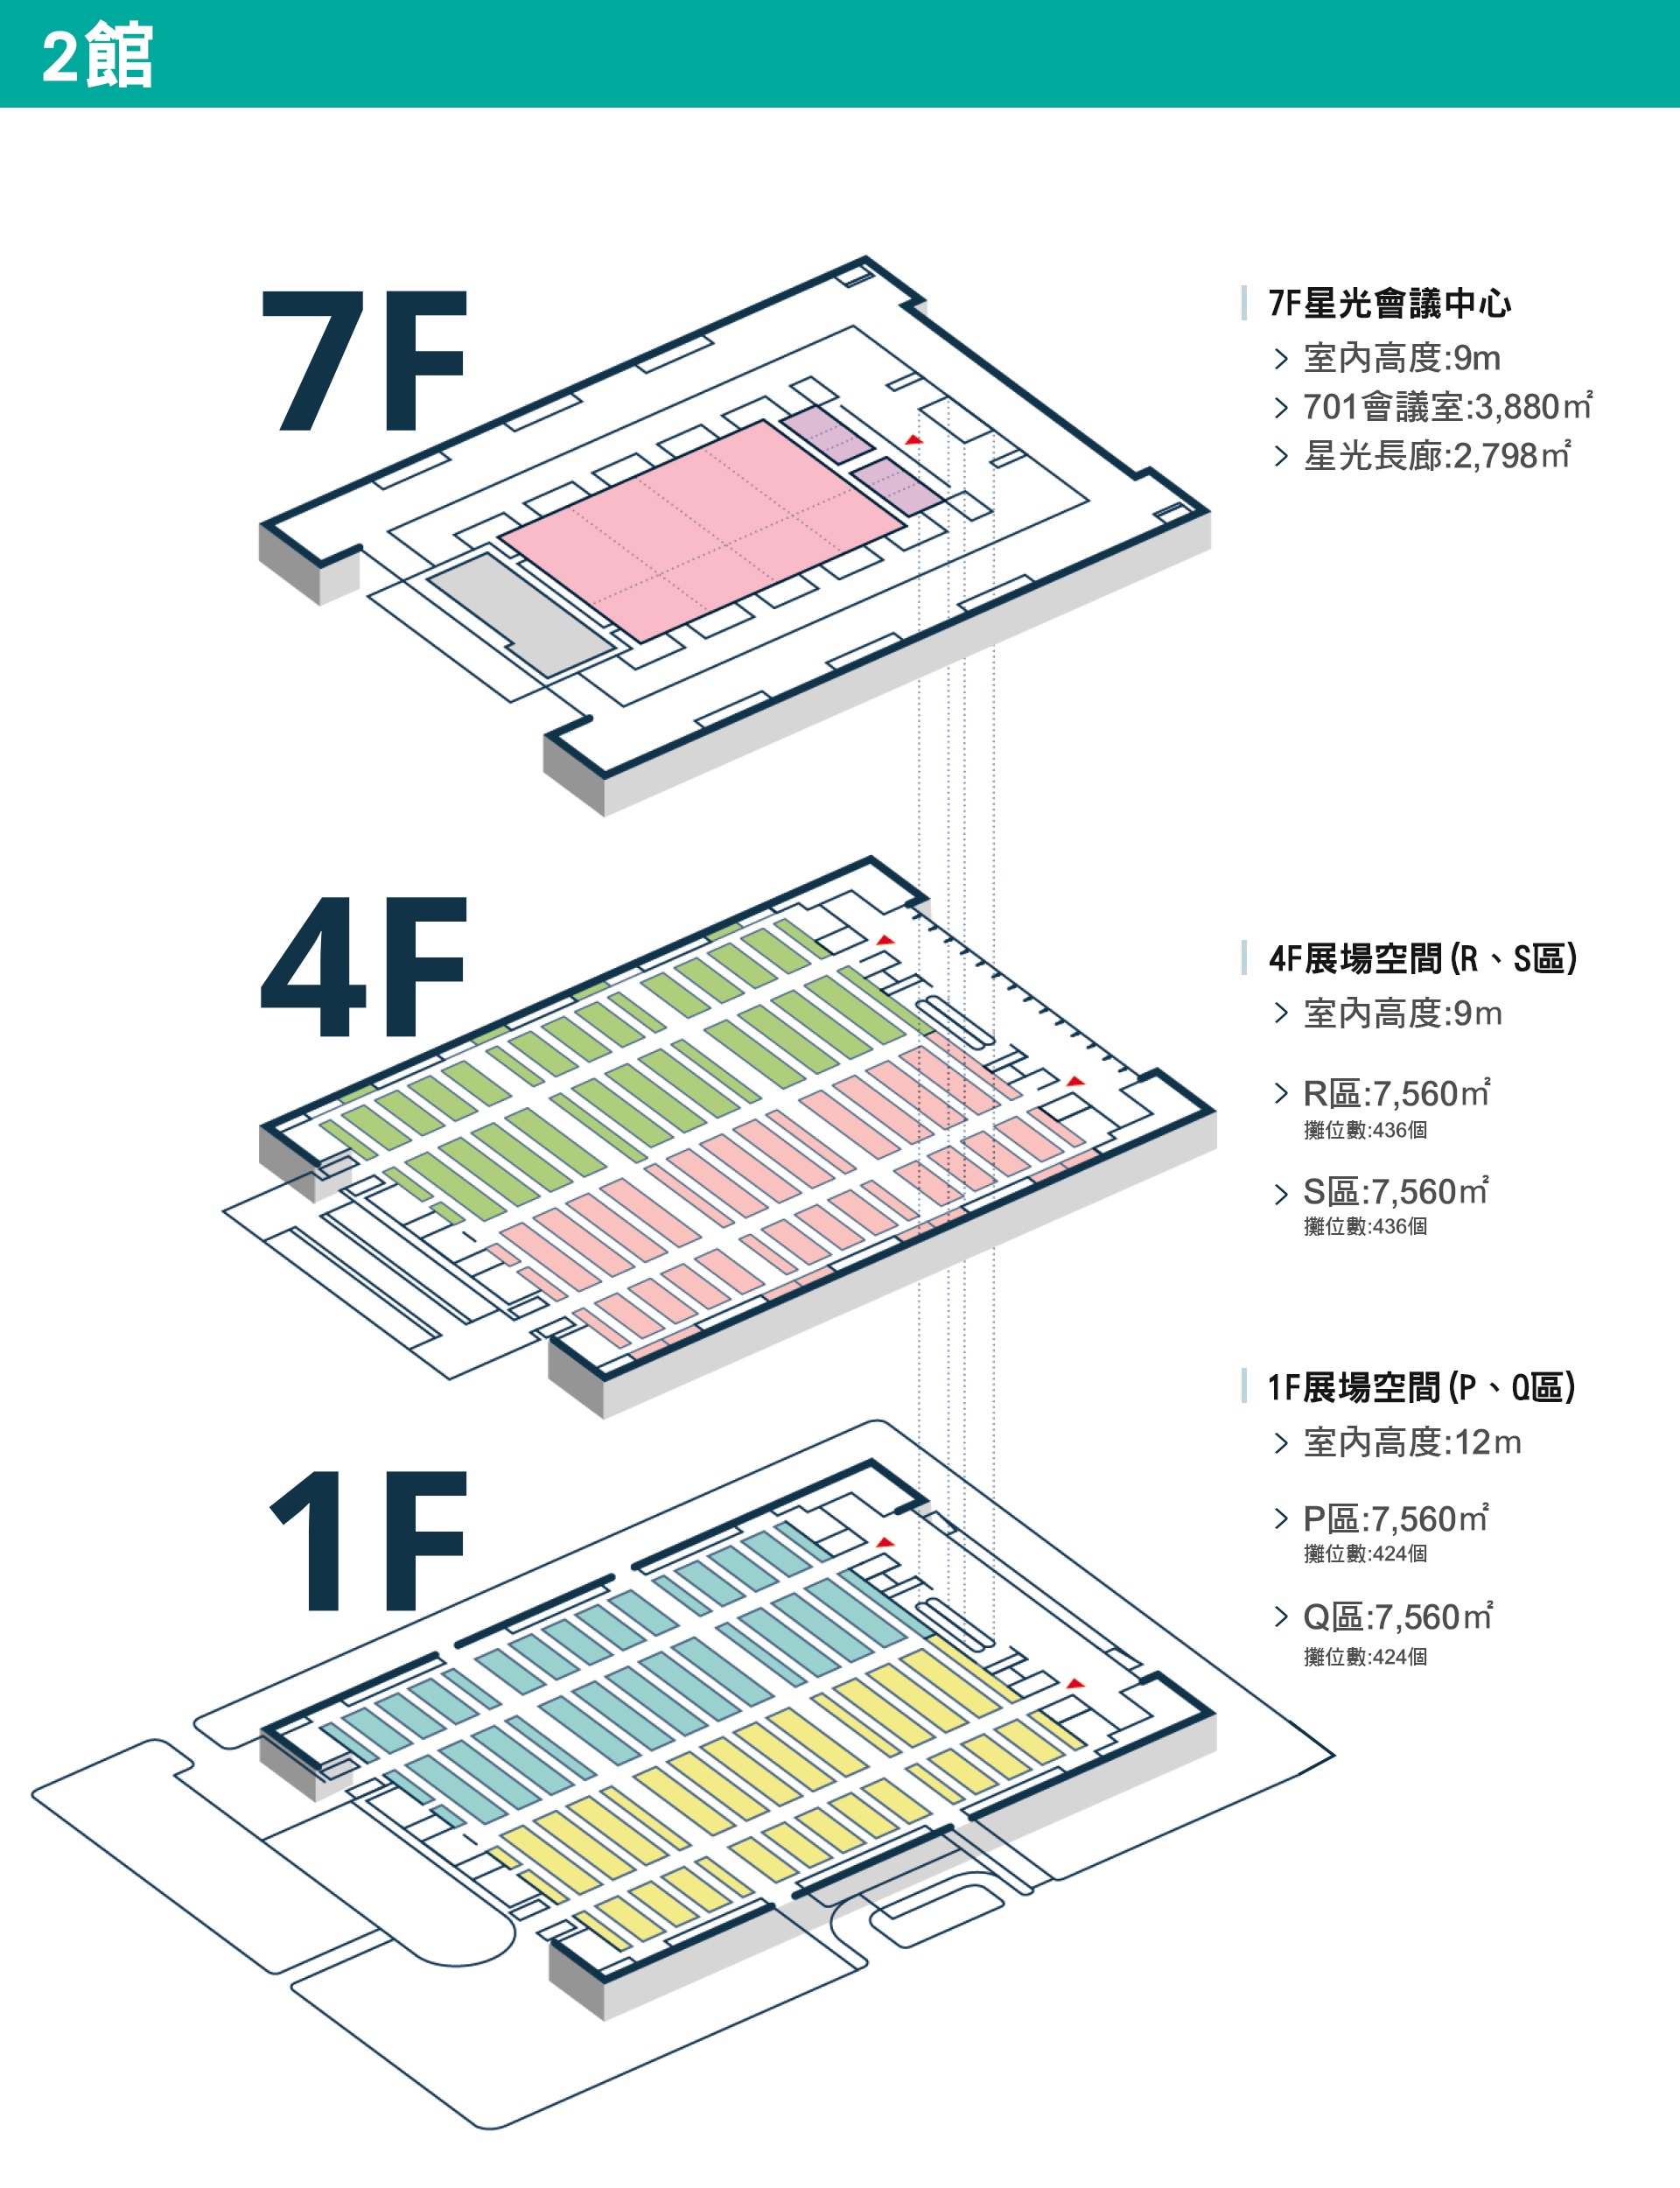 2館
7F
7F星光會議中心
室內高度:9m
701會議室:3,880㎡
星光長廊:2,798㎡
4F
4F展場空間(R、S區)
室內高度:9m
R區:7,560㎡
攤位數:436個
S區:7,560㎡
攤位數:436個
1F
1F展場空間(P、Q區)
室內高度:12m
P區:7,560㎡
攤位數:424個
Q區:7,560㎡
攤位數:424個